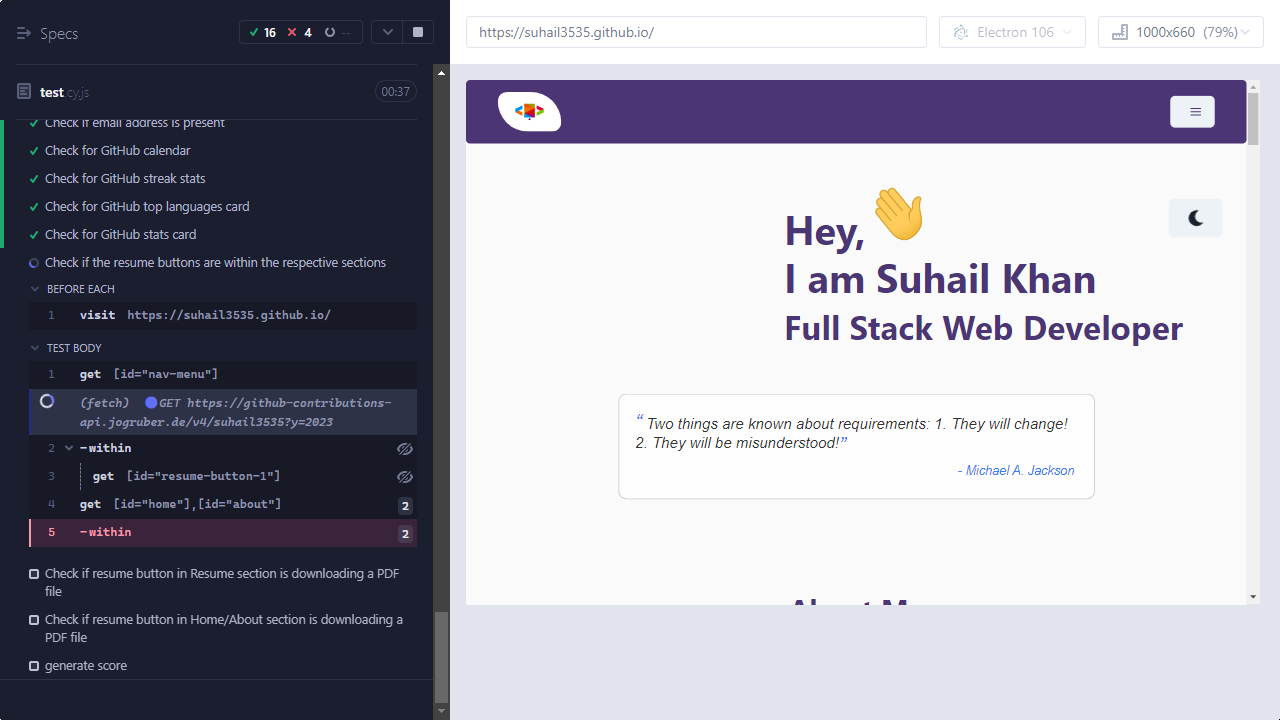 Specs
16
4
--
test cy.js
00:37
Check if email address is present
Check for GitHub calendar
Check for GitHub streak stats
Check for GitHub top languages card
Check for GitHub stats card
Check if the resume buttons are within the respective sections
BEFORE EACH
1 visit https://suhail3535.github.io/
TEST BODY
1 get [id="nav-menu"]
(fetch) GET https://github-contributions-
api.jogruber.de/v4/suhail3535?y=2023
2 -within
3 get [id="resume-button-1"]
4 get [id="home"],[id="about"] 2
5 -within 2
Check if resume button in Resume section is downloading a PDF
file
Check if resume button in Home/About section is downloading a
PDF file
generate score
https://suhail3535.github.io/
Electron 106
1000x660 (79%)
Hey,
I am Suhail Khan
Full Stack Web Developer
“ Two things are known about requirements: 1. They will change!
2. They will be misunderstood!”
- Michael A. Jackson
About M